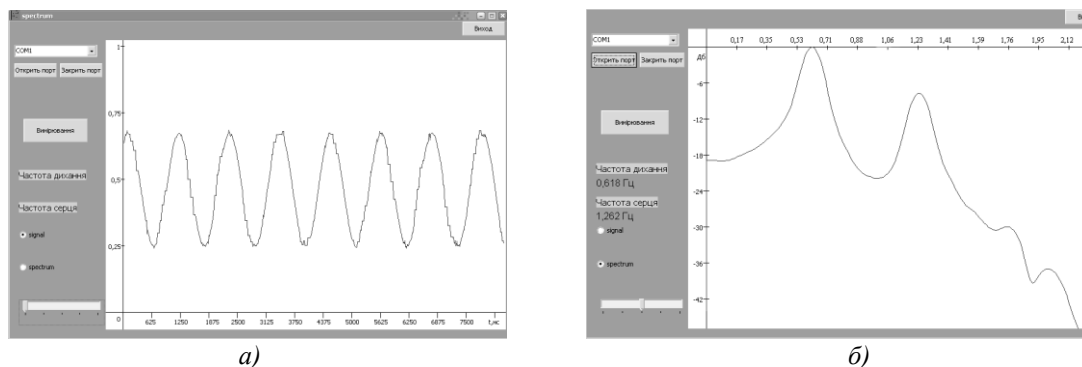 spectrum
Виход
COM1
Открить порт Закрить порт
Вимірювання
Частота дихання
Частота серця
signal
spectrum
1
0,75
0,5
0,25
0
625 1250 1875 2500 3125 3750 4375 5000 5625 6250 6875 7500 t,мс
а)
COM1
Открить порт Закрить порт
Вимірювання
Частота дихання
0,618 Гц
Частота серця
1,262 Гц
signal
spectrum
0,17 0,35 0,53 0,71 0,88 1,06 1,23 1,41 1,59 1,76 1,95 2,12
Дб
-6
-12
-18
-24
-30
-36
-42
б)